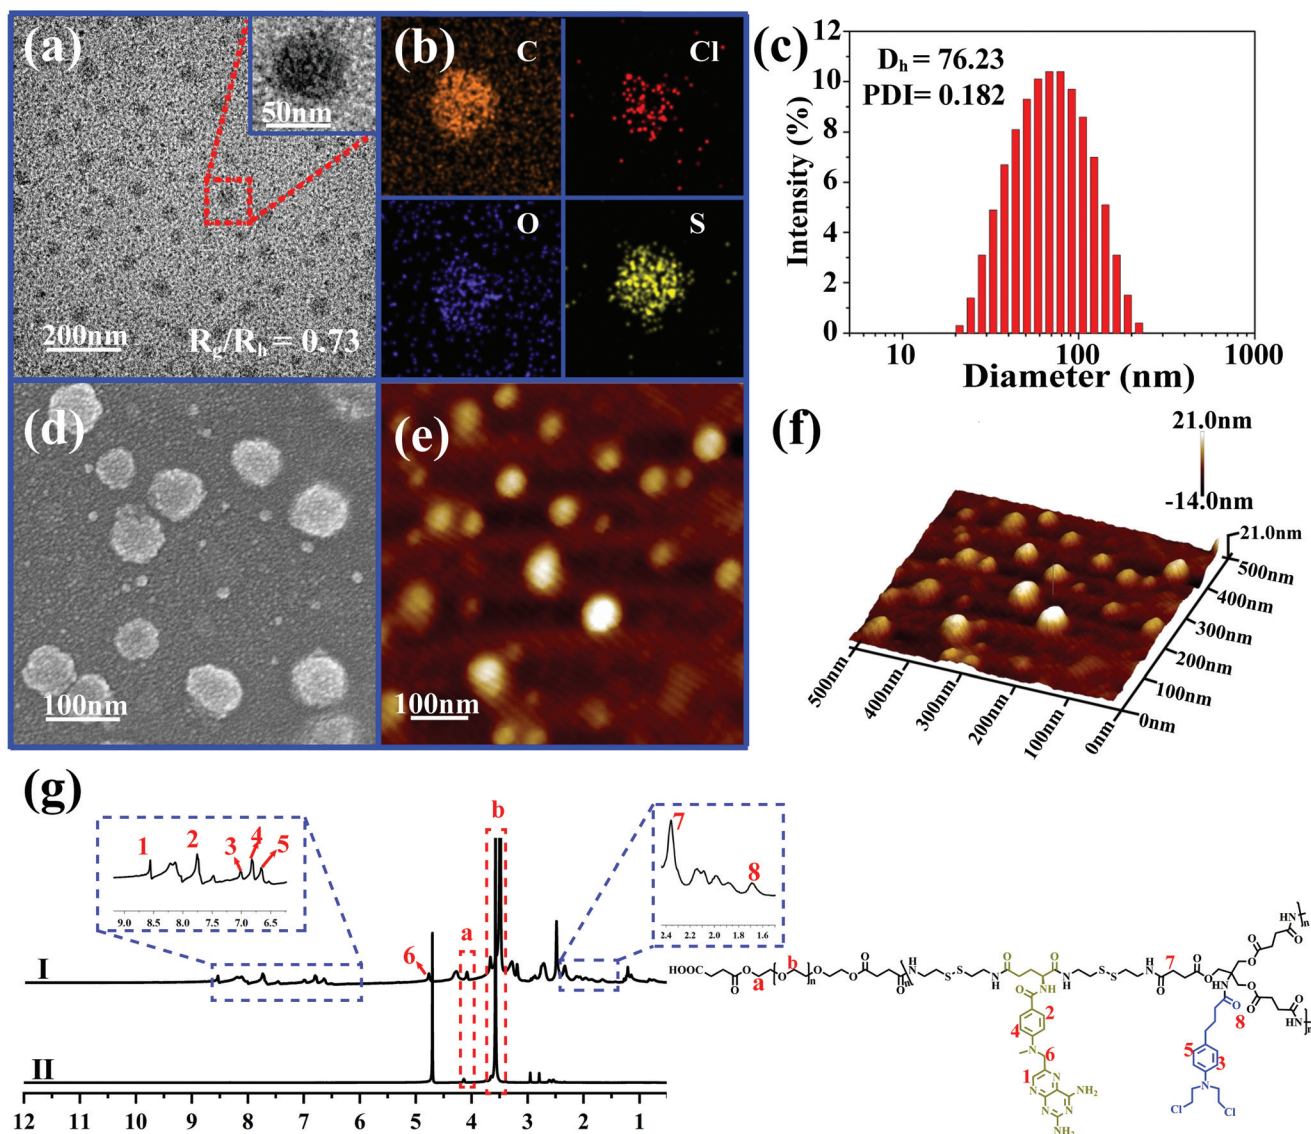 (a)
50nm
200nm
Rg/Rh = 0.73
(b)
C
Cl
O
S
(c)
Dh = 76.23
PDI= 0.182
Intensity (%)
12
10
8
6
4
2
0
10
100
1000
Diameter (nm)
(d)
100nm
(e)
100nm
(f)
21.0nm
-14.0nm
21.0nm
500nm
400nm
300nm
200nm
100nm
0nm
500nm
400nm
300nm
200nm
100nm
0nm
(g)
1
2
3
4
5
9.0
8.5
8.0
7.5
7.0
6.5
b
7
8
2.4
2.2
2.0
1.8
1.6
a
6
I
II
12
11
10
9
8
7
6
5
4
3
2
1
HOOC
O
O
a
O
b
O
n
O
O
O
O
n
N
H
S
S
H
N
O
O
H
N
S
S
N
H
O
7
O
O
O
O
O
HN
n
O
O
O
O
HN
n
HN
O
8
NH
O
2
4
N
6
1
N
N
N
N
NH2
NH2
5
3
N
Cl
Cl